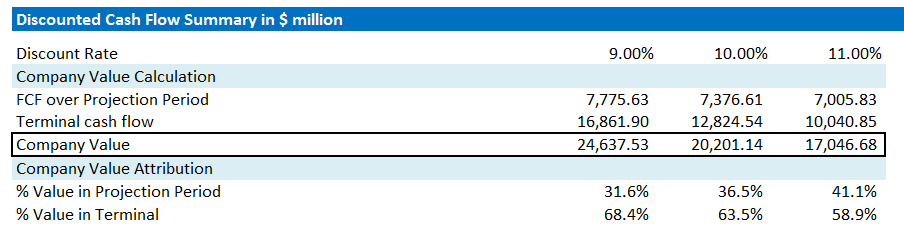 Discounted Cash Flow Summary in $ million
Discount Rate 9.00% 10.00% 11.00%
Company Value Calculation
FCF over Projection Period 7,775.63 7,376.61 7,005.83
Terminal cash flow 16,861.90 12,824.54 10,040.85
Company Value 24,637.53 20,201.14 17,046.68
Company Value Attribution
% Value in Projection Period 31.6% 36.5% 41.1%
% Value in Terminal 68.4% 63.5% 58.9%